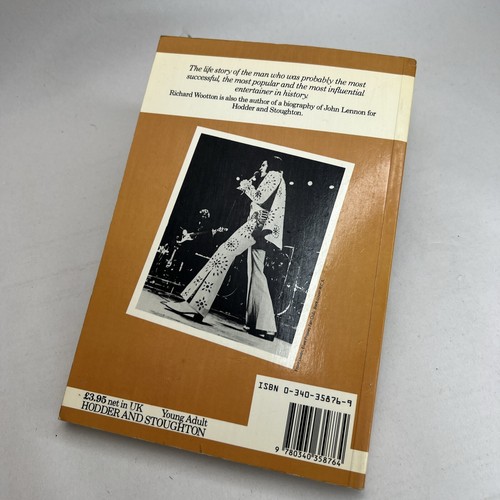 The life story of the man who was probably the most
successful, the most popular and the most influential
entertainer in history.
Richard Wootton is also the author of a biography of John Lennon for
Hodder and Stoughton.
ISBN 0-340-35876-9
9 780340 358764
£3.95 net in UK Young Adult
HODDER AND STOUGHTON